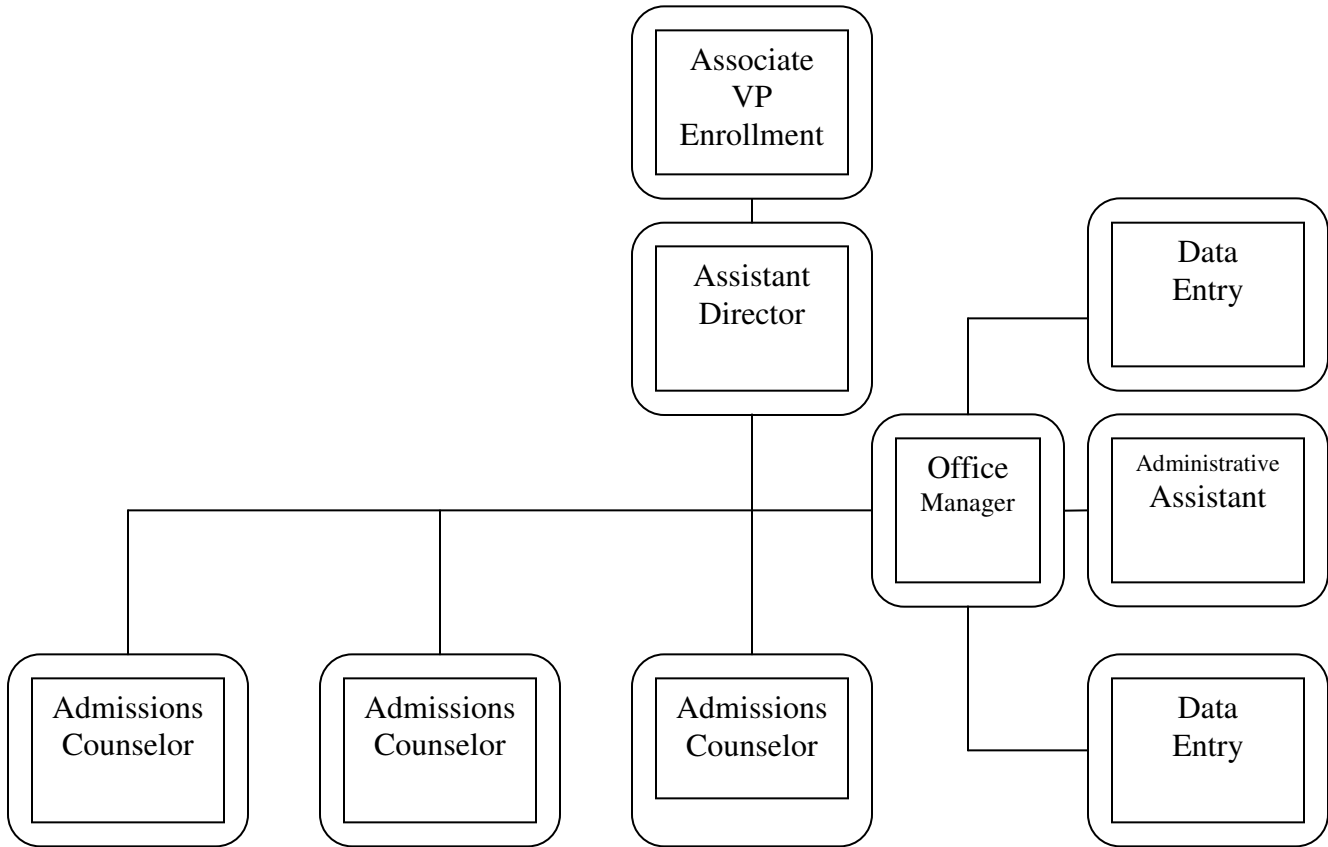 Associate
VP
Enrollment
Assistant
Director
Data
Entry
Office
Manager
Administrative
Assistant
Admissions
Counselor
Admissions
Counselor
Admissions
Counselor
Data
Entry